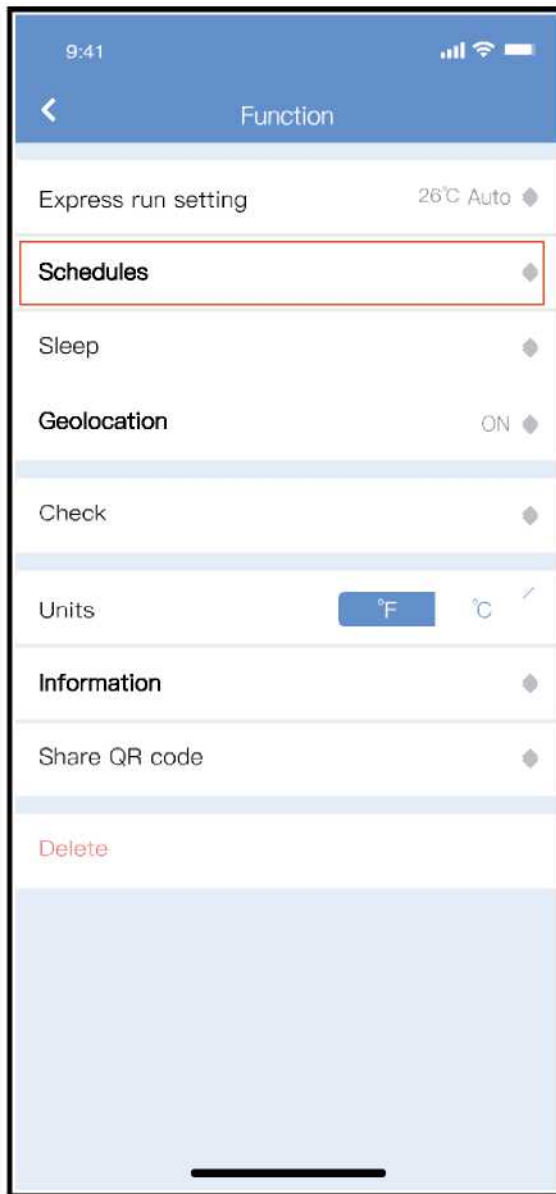 9:41
Function
Express run setting 26°C Auto
Schedules
Sleep
Geolocation ON
Check
Units °F °C
Information
Share QR code
Delete